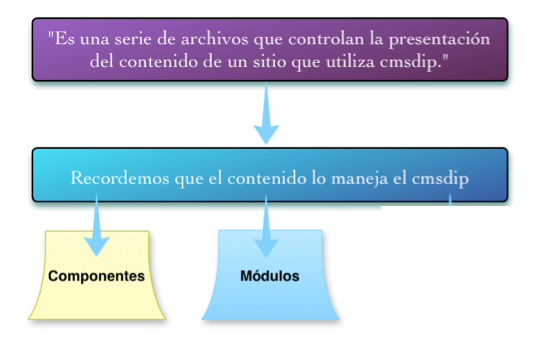 "Es una serie de archivos que controlan la presentación
del contenido de un sitio que utiliza cmsdip."
Recordemos que el contenido lo maneja el cmsdip
Componentes
Módulos